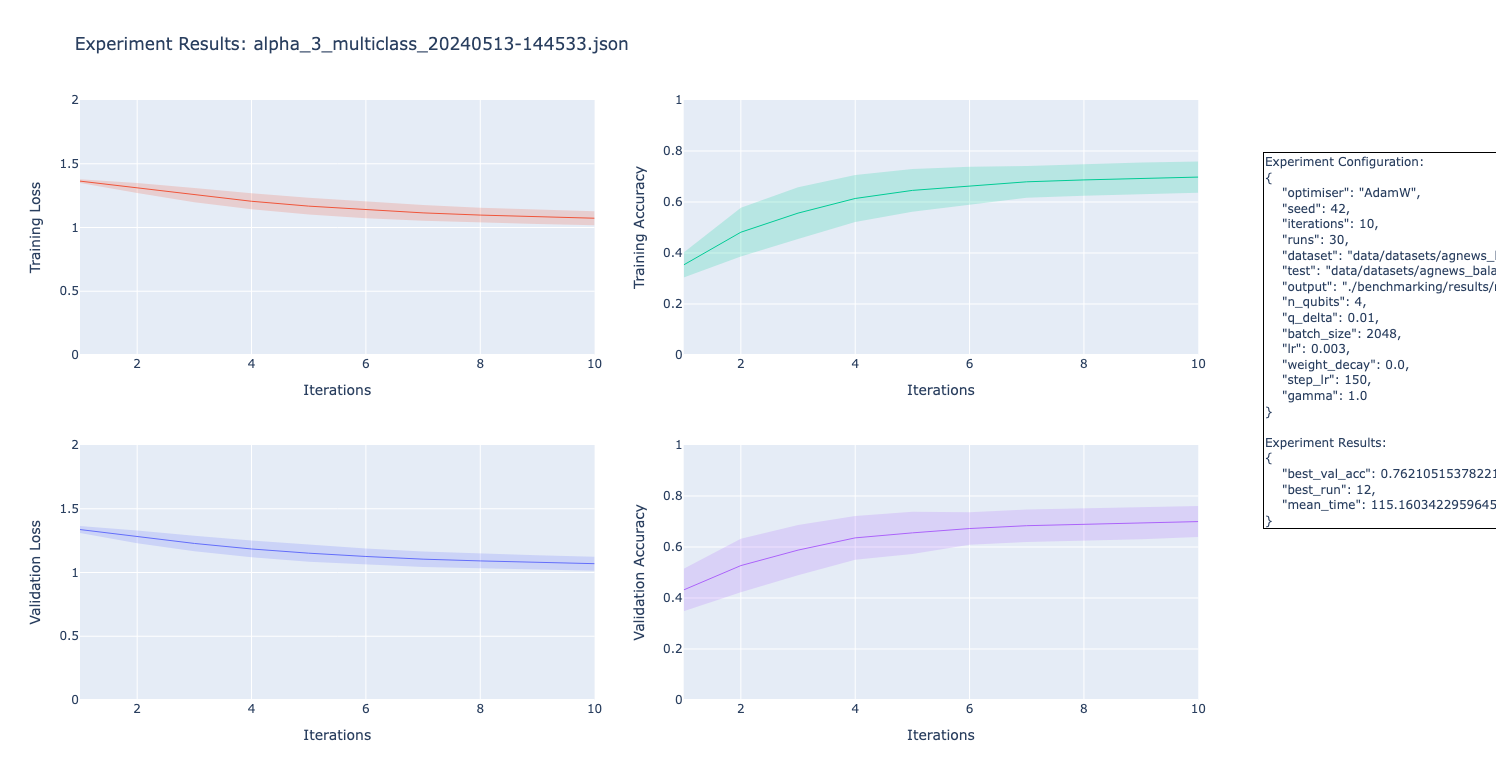 Experiment Results: alpha_3_multiclass_20240513-144533.json
2
1.5
1
0.5
0
2
4
6
8
10
Training Loss
Iterations
1
0.8
0.6
0.4
0.2
0
2
4
6
8
10
Training Accuracy
Iterations
2
1.5
1
0.5
0
2
4
6
8
10
Validation Loss
Iterations
1
0.8
0.6
0.4
0.2
0
2
4
6
8
10
Validation Accuracy
Iterations
Experiment Configuration:
{
"optimiser": "AdamW",
"seed": 42,
"iterations": 10,
"runs": 30,
"dataset": "data/datasets/agnews_
"test": "data/datasets/agnews_bala
"output": "./benchmarking/results/
"n_qubits": 4,
"q_delta": 0.01,
"batch_size": 2048,
"lr": 0.003,
"weight_decay": 0.0,
"step_lr": 150,
"gamma": 1.0
}
Experiment Results:
{
"best_val_acc": 0.76210515378221
"best_run": 12,
"mean_time": 115.1603422959645
}